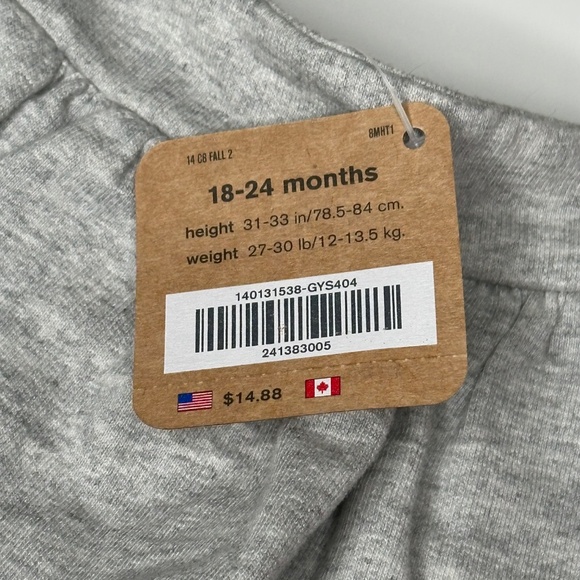 14 CB FALL 2
BMHT1
18-24 months
height 31-33 in/78.5-84 cm.
weight 27-30 lb/12-13.5 kg.
140131538-GYS404
241383005
$14.88